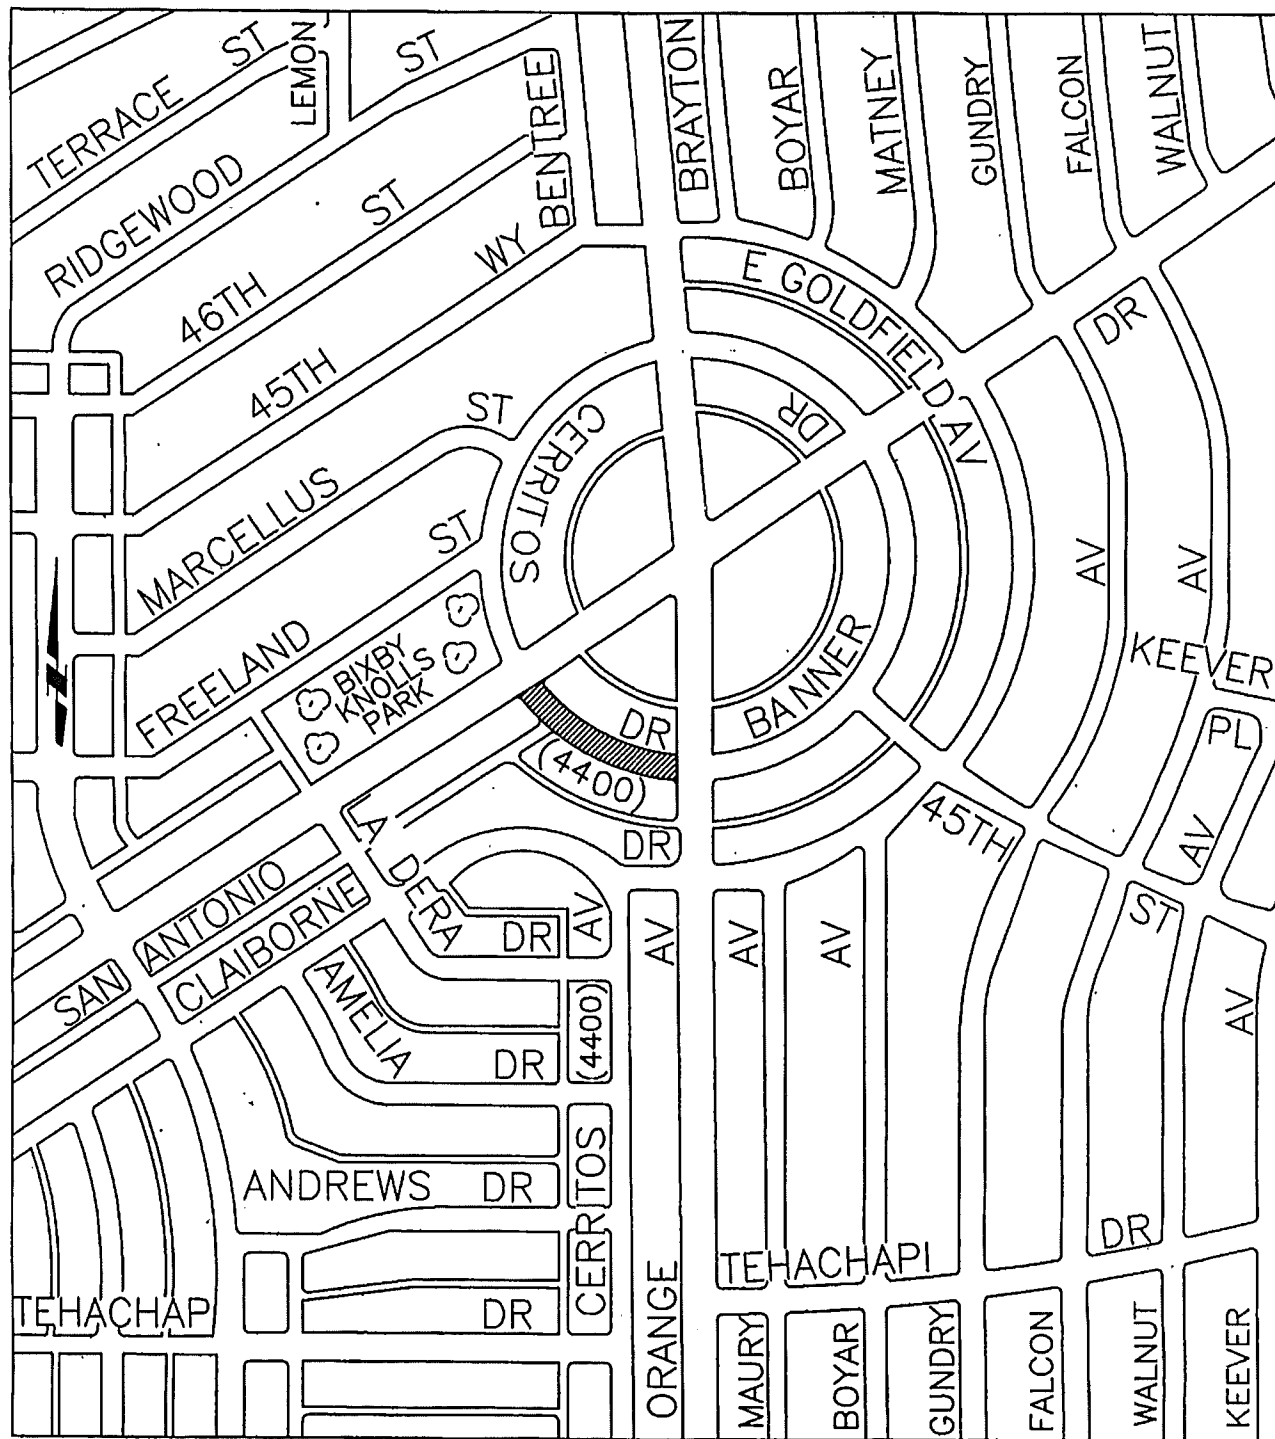 TERRACE ST
LEMON
ST
RIDGEWOOD
BENTREE
BRAYTON
BOYAR
MATNEY
GUNDRY
FALCON
WALNUT
46TH ST
45TH WY
E GOLDFIELD AV
DR
DR
MARCELLUS ST
CERRITOS
FREELAND ST
BIXBY
KNOLLS
PARK
AV
AV
KEEVER
PL
AV
BANNER
DR
(4400)
DR
45TH
ST
LA DERA
DR
AV
SAN ANTONIO
CLAIBORNE
AMELIA
DR
(4400)
AV
AV
AV
AV
ANDREWS DR
CERRITOS
DR
TEHACHAPI
DR
TEHACHAP
ORANGE
MAURY
BOYAR
GUNDRY
FALCON
WALNUT
KEEVER